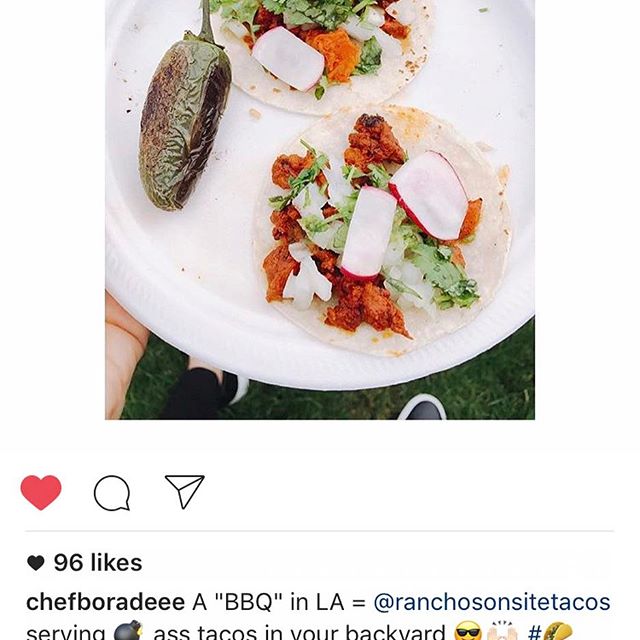 96 likes
chefboradeee A "BBQ" in LA = @ranchosonsitetacos
serving 💣 ass tacos in your backyard 😎🙌🏻 #🌮